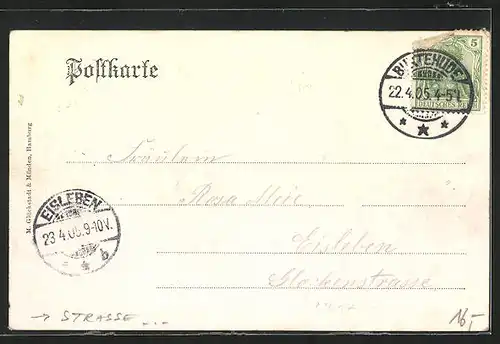 5
Postkarte
BUXTEHUDE
22.4.05.4-5N
DEUTSCHES REICH
M. Glückstadt & Münden, Hamburg
Fräulein
Rosa
EISLEBEN
23.4.05.9-10V.
b
Eisleben
Glockenstrasse
→ STRASSE ...
16,-